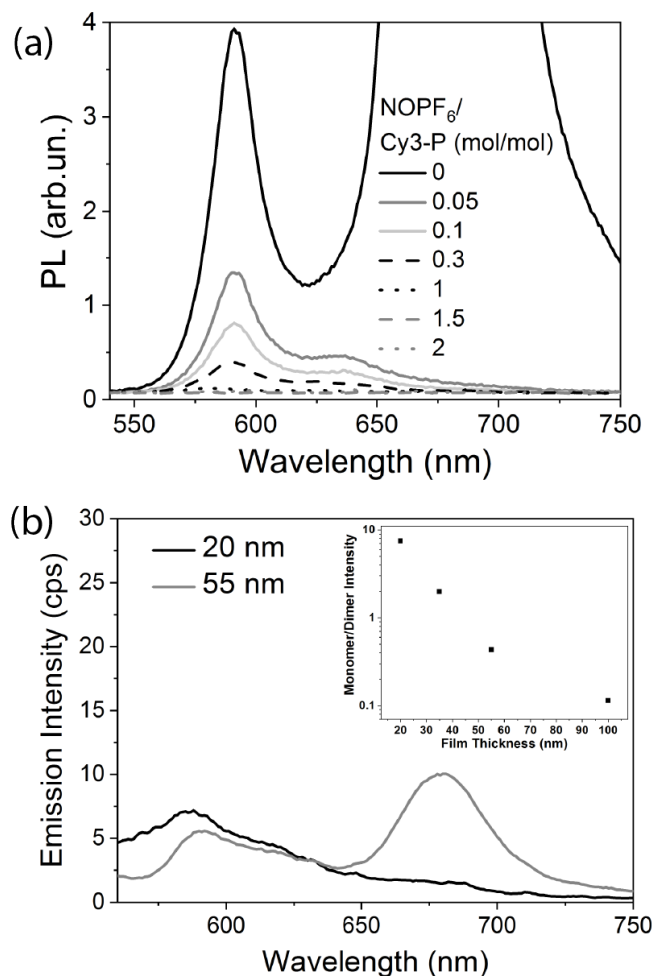 (a)
4
3
2
1
0
PL (arb.un.)
NOPF₆/
Cy3-P (mol/mol)
0
0.05
0.1
0.3
1
1.5
2
550 600 650 700 750
Wavelength (nm)
(b)
30
25
20
15
10
5
0
Emission Intensity (cps)
20 nm
55 nm
10
1
0.1
Monomer/Dimer Intensity
20 30 40 50 60 70 80 90 100
Film Thickness (nm)
600 650 700 750
Wavelength (nm)